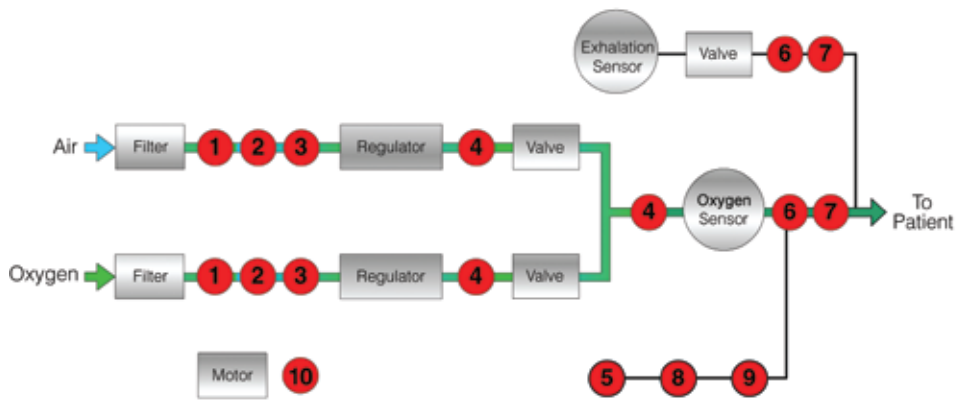 Exhalation
Sensor
Valve
6
7
Air
Filter
1
2
3
Regulator
4
Valve
4
Oxygen
Sensor
6
7
To
Patient
Oxygen
Filter
1
2
3
Regulator
4
Valve
Motor
10
5
8
9